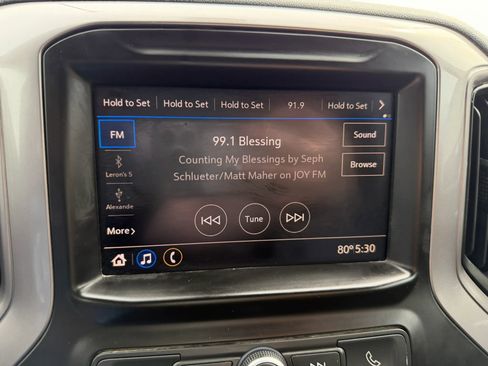 Hold to Set Hold to Set Hold to Set 91.9 Hold to Set >
FM
99.1 Blessing
Sound
Counting My Blessings by Seph
Schlueter/Matt Maher on JOY FM
Browse
Leron's S
Alexande
Tune
More >
80° 5:30